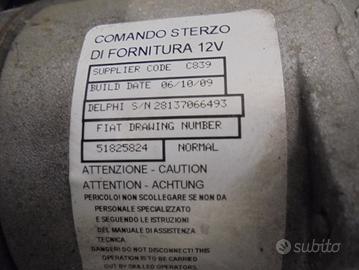 COMANDO STERZO
DI FORNITURA 12V
SUPPLIER CODE C839
BUILD DATE 06/10/09
DELPHI S/N 28137066493
FIAT DRAWING NUMBER
51825824 NORMAL
ATTENZIONE - CAUTION
ATTENTION - ACHTUNG
PERICOLO! NON SCOLLEGARE SE NON DA
PERSONALE SPECIALIZZATO
E SEGUENDO LE ISTRUZIONI
DEL MANUALE DI ASSISTENZA
TECNICA.
DANGER! DO NOT DISCONNECT! THIS
OPERATION IS TO BE CARRIED
OUT BY SKILLED OPERATORS
subito